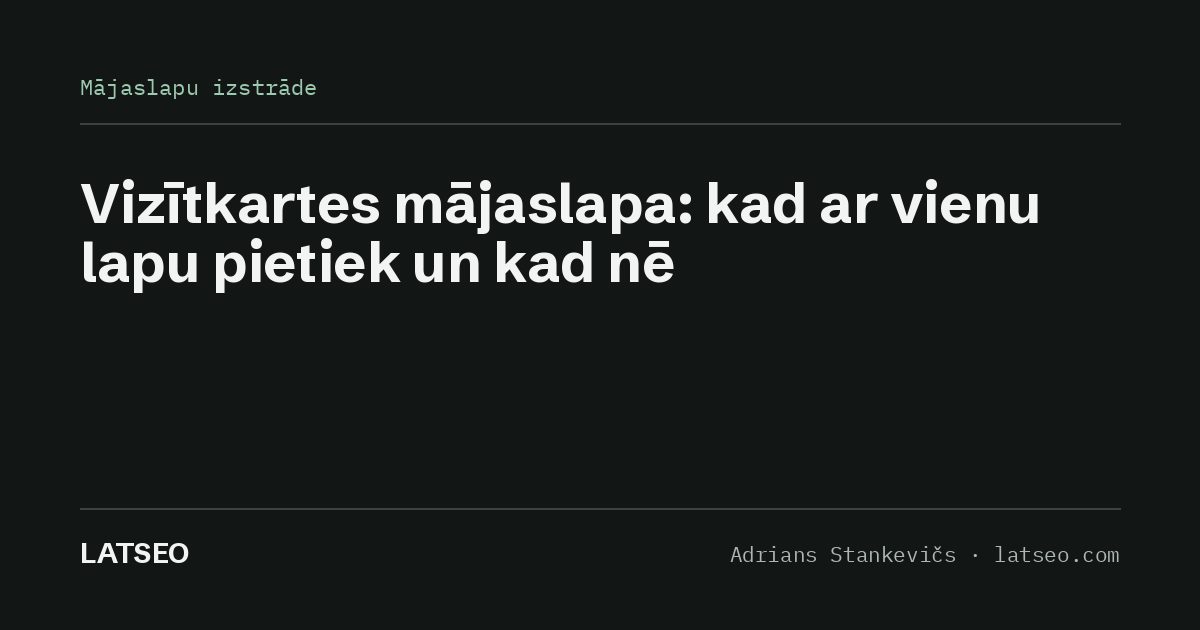 Mājaslapu izstrāde
Vizītkartes mājaslapa: kad ar vienu
lapu pietiek un kad nē
LATSEO
Adrians Stankevičs · latseo.com